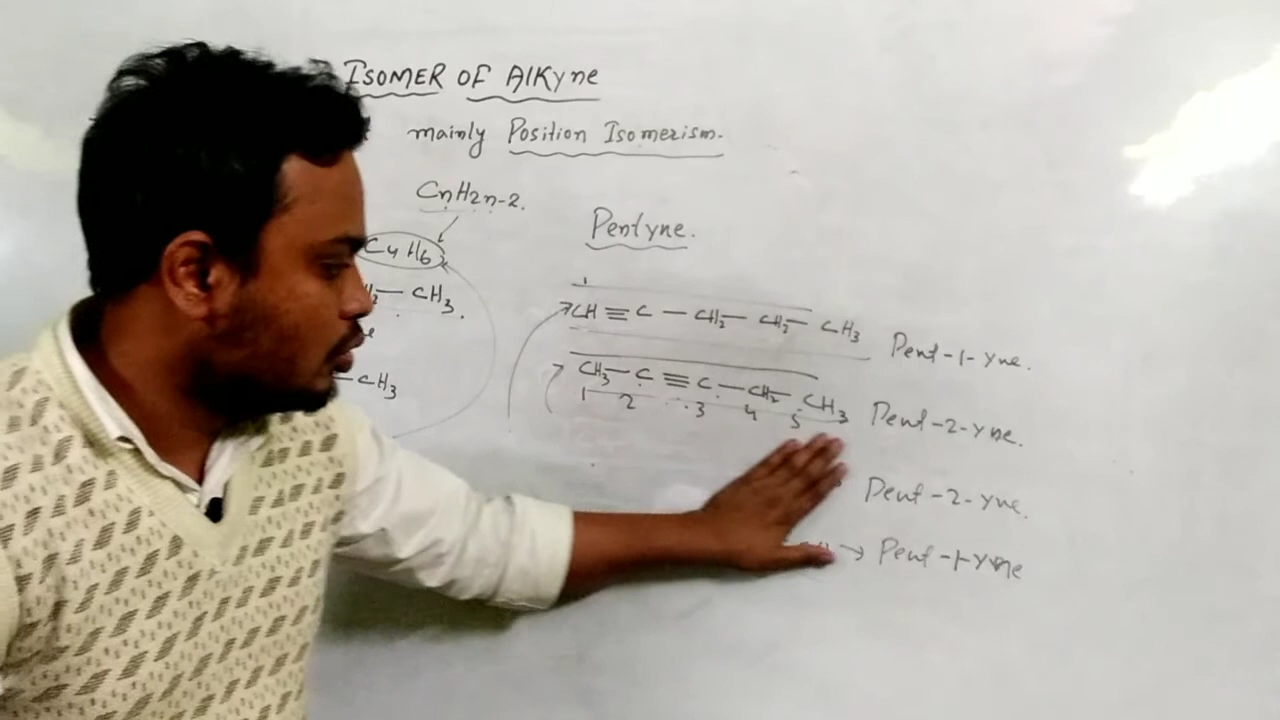 ISOMER OF Alkyne
mainly Position Isomerism.
CnH2n-2.
C4H6
— CH3.
— CH3
Pentyne.
1
CH ≡ C — CH2 — CH2 — CH3 Pent-1-yne.
CH3 — C ≡ C — CH2 — CH3 Pent-2-yne.
1 2 3 4 5
Pent-2-yne.
→ Pent-1-yne